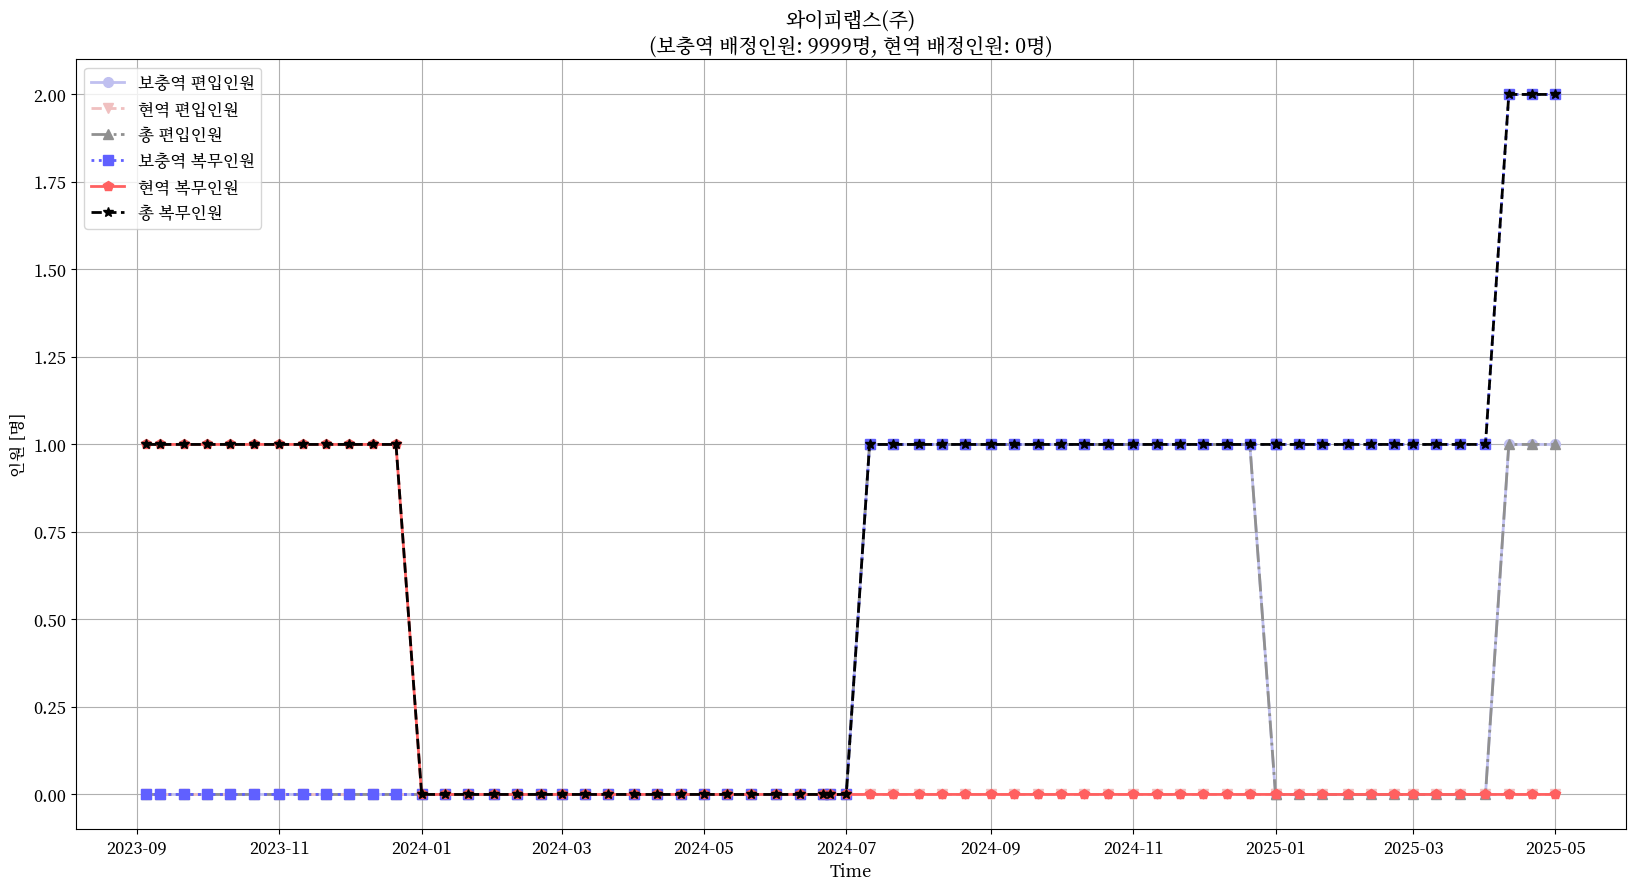 와이피랩스(주)
(보충역 배정인원: 9999명, 현역 배정인원: 0명)
보충역 편입인원
현역 편입인원
총 편입인원
보충역 복무인원
현역 복무인원
총 복무인원
인원 [명]
2.00
1.75
1.50
1.25
1.00
0.75
0.50
0.25
0.00
2023-09 2023-11 2024-01 2024-03 2024-05 2024-07 2024-09 2024-11 2025-01 2025-03 2025-05
Time